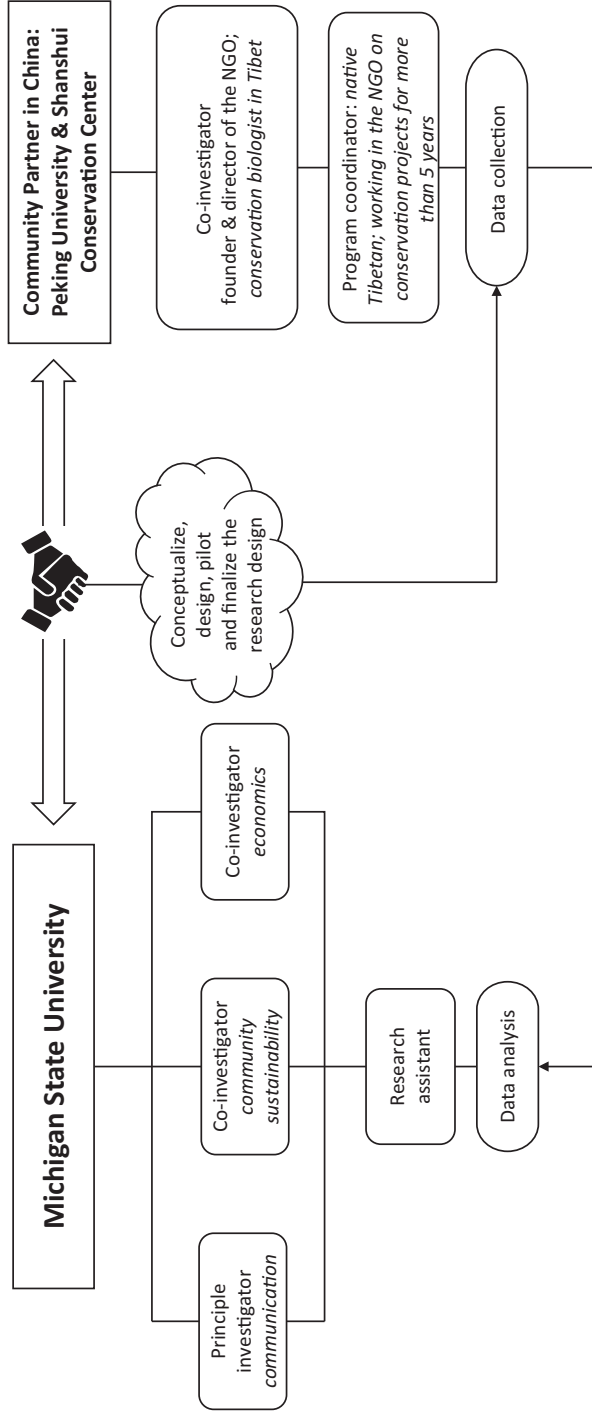 Michigan State University
Principle
investigator
communication
Co-investigator
community
sustainability
Co-investigator
economics
Research
assistant
Data analysis
Conceptualize,
design, pilot
and finalize the
research design
Community Partner in China:
Peking University & Shanshui
Conservation Center
Co-investigator
founder & director of the NGO;
conservation biologist in Tibet
Program coordinator: native
Tibetan; working in the NGO on
conservation projects for more
than 5 years
Data collection